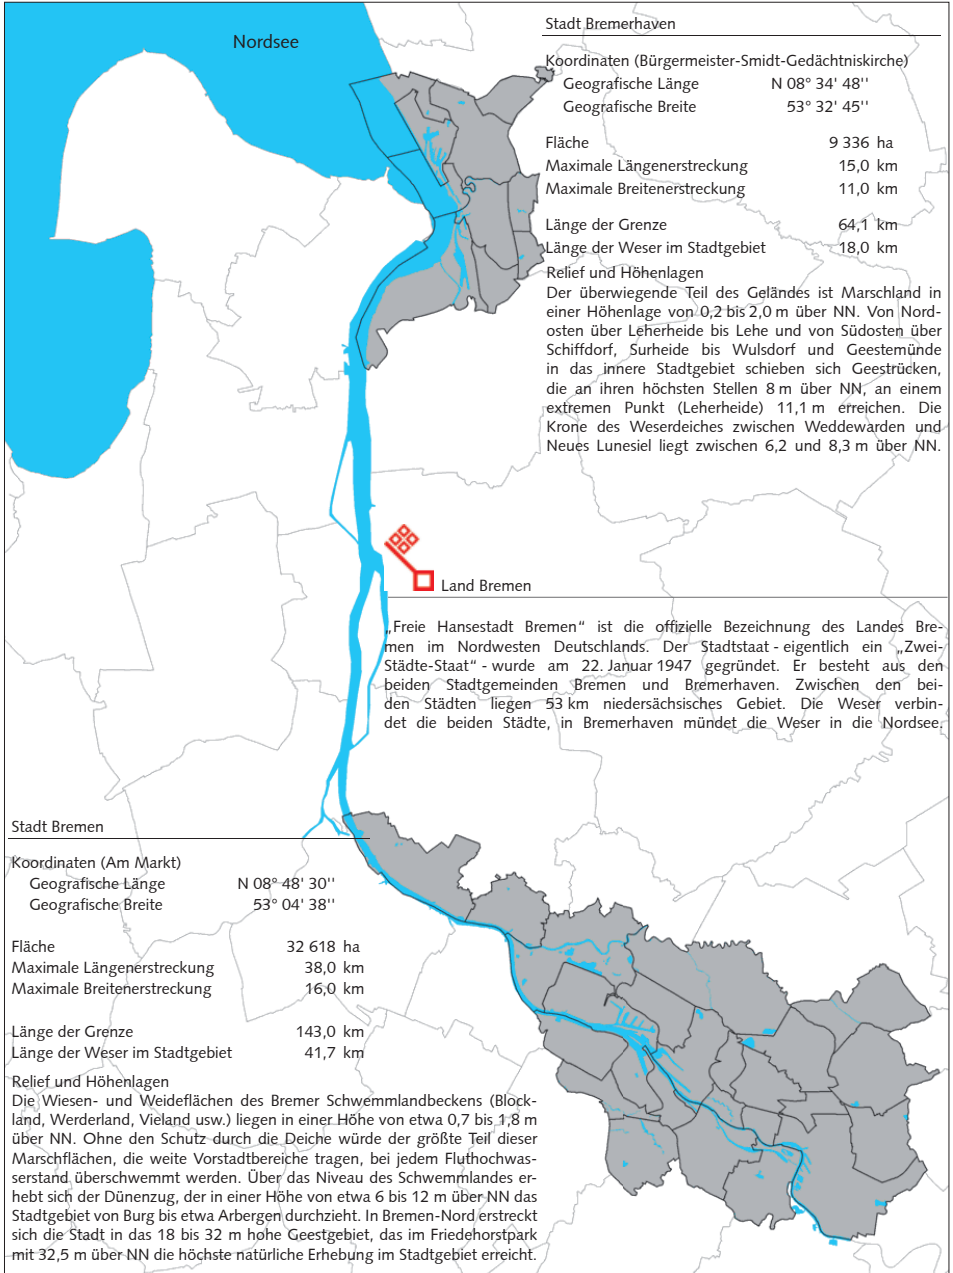 Nordsee
Stadt Bremerhaven
Koordinaten (Bürgermeister-Smidt-Gedächtniskirche)
Geografische Länge N 08° 34' 48''
Geografische Breite 53° 32' 45''
Fläche 9 336 ha
Maximale Längenerstreckung 15,0 km
Maximale Breitenerstreckung 11,0 km
Länge der Grenze 64,1 km
Länge der Weser im Stadtgebiet 18,0 km
Relief und Höhenlagen
Der überwiegende Teil des Geländes ist Marschland in
einer Höhenlage von 0,2 bis 2,0 m über NN. Von Nord-
osten über Leherheide bis Lehe und von Südosten über
Schiffdorf, Surheide bis Wulsdorf und Geestemünde
in das innere Stadtgebiet schieben sich Geestrücken,
die an ihren höchsten Stellen 8 m über NN, an einem
extremen Punkt (Leherheide) 11,1 m erreichen. Die
Krone des Weserdeiches zwischen Weddewarden und
Neues Lunesiel liegt zwischen 6,2 und 8,3 m über NN.
Land Bremen
„Freie Hansestadt Bremen“ ist die offizielle Bezeichnung des Landes Bre-
men im Nordwesten Deutschlands. Der Stadtstaat - eigentlich ein „Zwei-
Städte-Staat“ - wurde am 22. Januar 1947 gegründet. Er besteht aus den
beiden Stadtgemeinden Bremen und Bremerhaven. Zwischen den bei-
den Städten liegen 53 km niedersächsisches Gebiet. Die Weser verbin-
det die beiden Städte, in Bremerhaven mündet die Weser in die Nordsee.
Stadt Bremen
Koordinaten (Am Markt)
Geografische Länge N 08° 48' 30''
Geografische Breite 53° 04' 38''
Fläche 32 618 ha
Maximale Längenerstreckung 38,0 km
Maximale Breitenerstreckung 16,0 km
Länge der Grenze 143,0 km
Länge der Weser im Stadtgebiet 41,7 km
Relief und Höhenlagen
Die Wiesen- und Weideflächen des Bremer Schwemmlandbeckens (Block-
land, Werderland, Vieland usw.) liegen in einer Höhe von etwa 0,7 bis 1,8 m
über NN. Ohne den Schutz durch die Deiche würde der größte Teil dieser
Marschflächen, die weite Vorstadtbereiche tragen, bei jedem Fluthochwas-
serstand überschwemmt werden. Über das Niveau des Schwemmlandes er-
hebt sich der Dünenzug, der in einer Höhe von etwa 6 bis 12 m über NN das
Stadtgebiet von Burg bis etwa Arbergen durchzieht. In Bremen-Nord erstreckt
sich die Stadt in das 18 bis 32 m hohe Geestgebiet, das im Friedehorstpark
mit 32,5 m über NN die höchste natürliche Erhebung im Stadtgebiet erreicht.